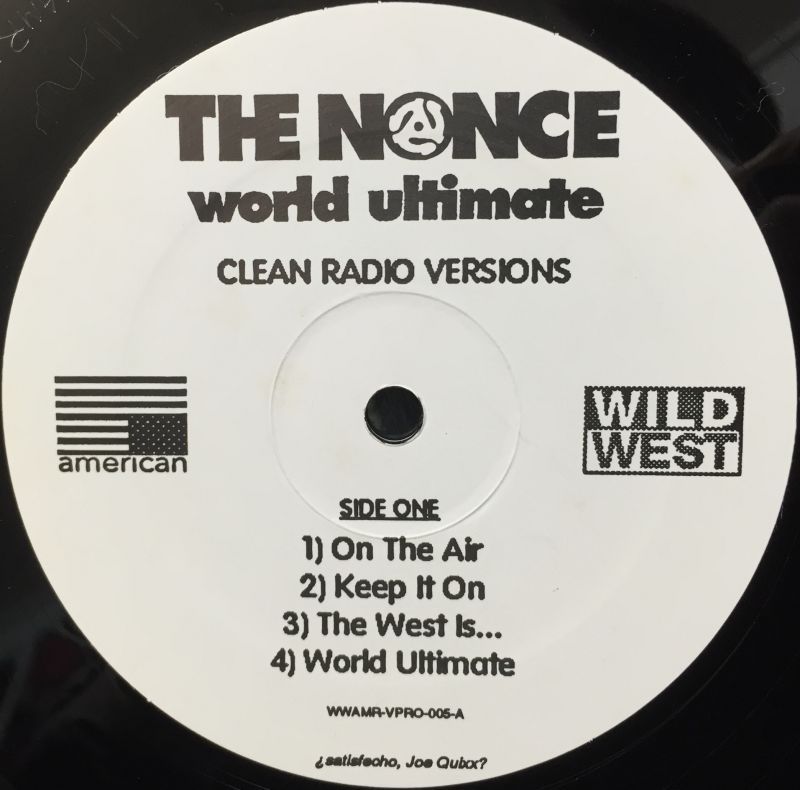 THE NONCE
world ultimate
CLEAN RADIO VERSIONS
american
WILD
WEST
SIDE ONE
1) On The Air
2) Keep It On
3) The West Is...
4) World Ultimate
WWAMR-VPRO-005-A
¿satisfecho, Joe Quixx?